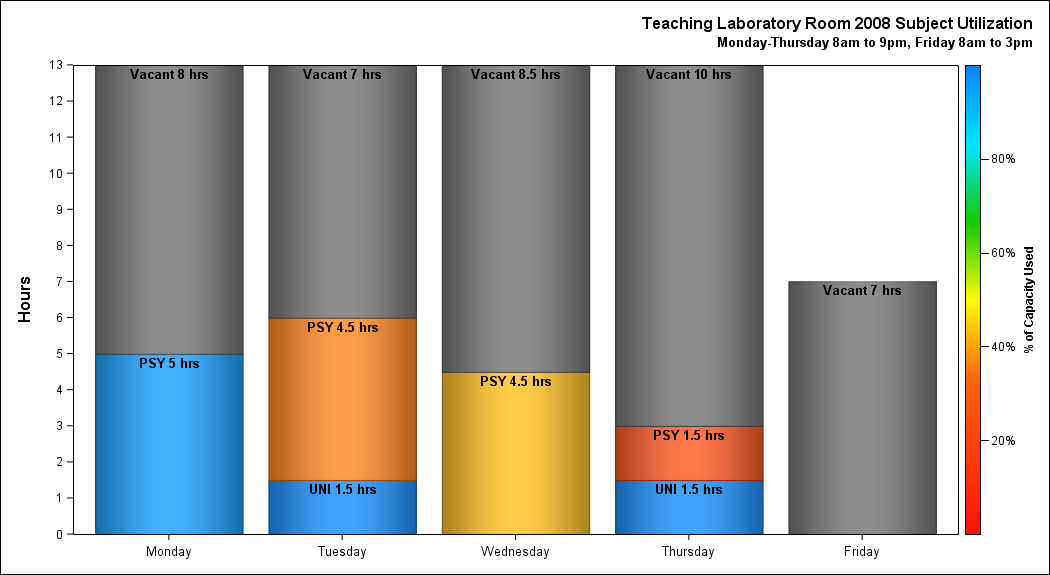 Teaching Laboratory Room 2008 Subject Utilization
Monday-Thursday 8am to 9pm, Friday 8am to 3pm
Hours
13
12
11
10
9
8
7
6
5
4
3
2
1
0
Vacant 8 hrs
PSY 5 hrs
Vacant 7 hrs
PSY 4.5 hrs
UNI 1.5 hrs
Vacant 8.5 hrs
PSY 4.5 hrs
Vacant 10 hrs
PSY 1.5 hrs
UNI 1.5 hrs
Vacant 7 hrs
Monday
Tuesday
Wednesday
Thursday
Friday
80%
60%
40%
20%
% of Capacity Used